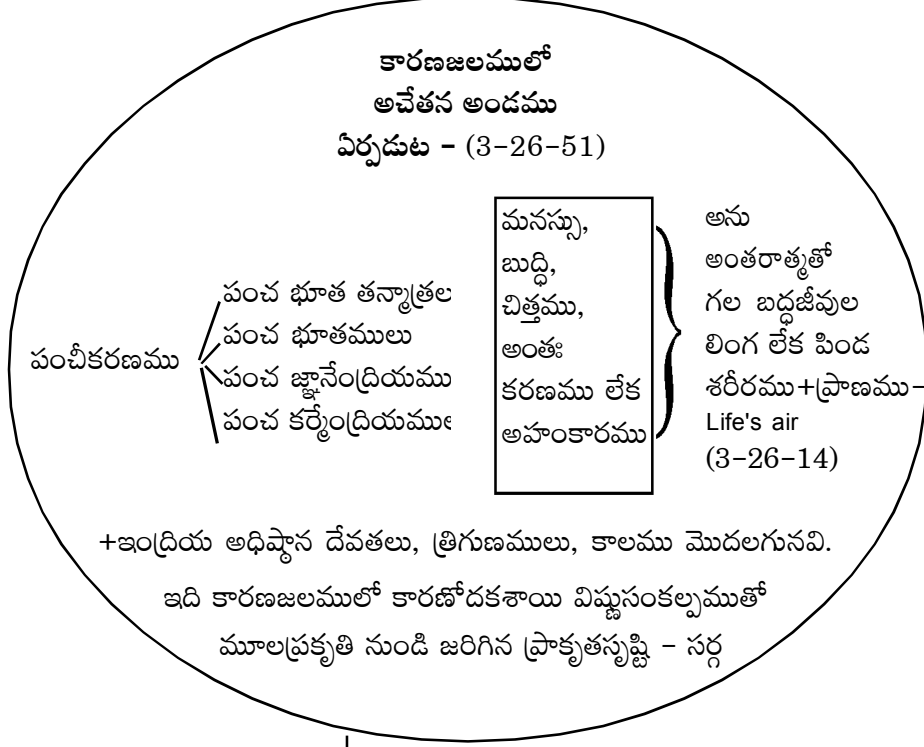 కారణజలములో
అచేతన అండము
ఏర్పడుట - (3-26-51)
పంచీకరణము
పంచ భూత తన్మాత్రల
పంచ భూతములు
పంచ జ్ఞానేంద్రియము
పంచ కర్మేంద్రియము
మనస్సు,
బుద్ధి,
చిత్తము,
అంతః
కరణము లేక
అహంకారము
అను
అంతరాత్మతో
గల బద్ధజీవుల
లింగ లేక పిండ
శరీరము+ప్రాణము-
Life's air
(3-26-14)
+ఇంద్రియ అధిష్ఠాన దేవతలు, త్రిగుణములు, కాలము మొదలగునవి.
ఇది కారణజలములో కారణోదకశాయి విష్ణుసంకల్పముతో
మూలప్రకృతి నుండి జరిగిన ప్రాకృతసృష్టి - సర్గ